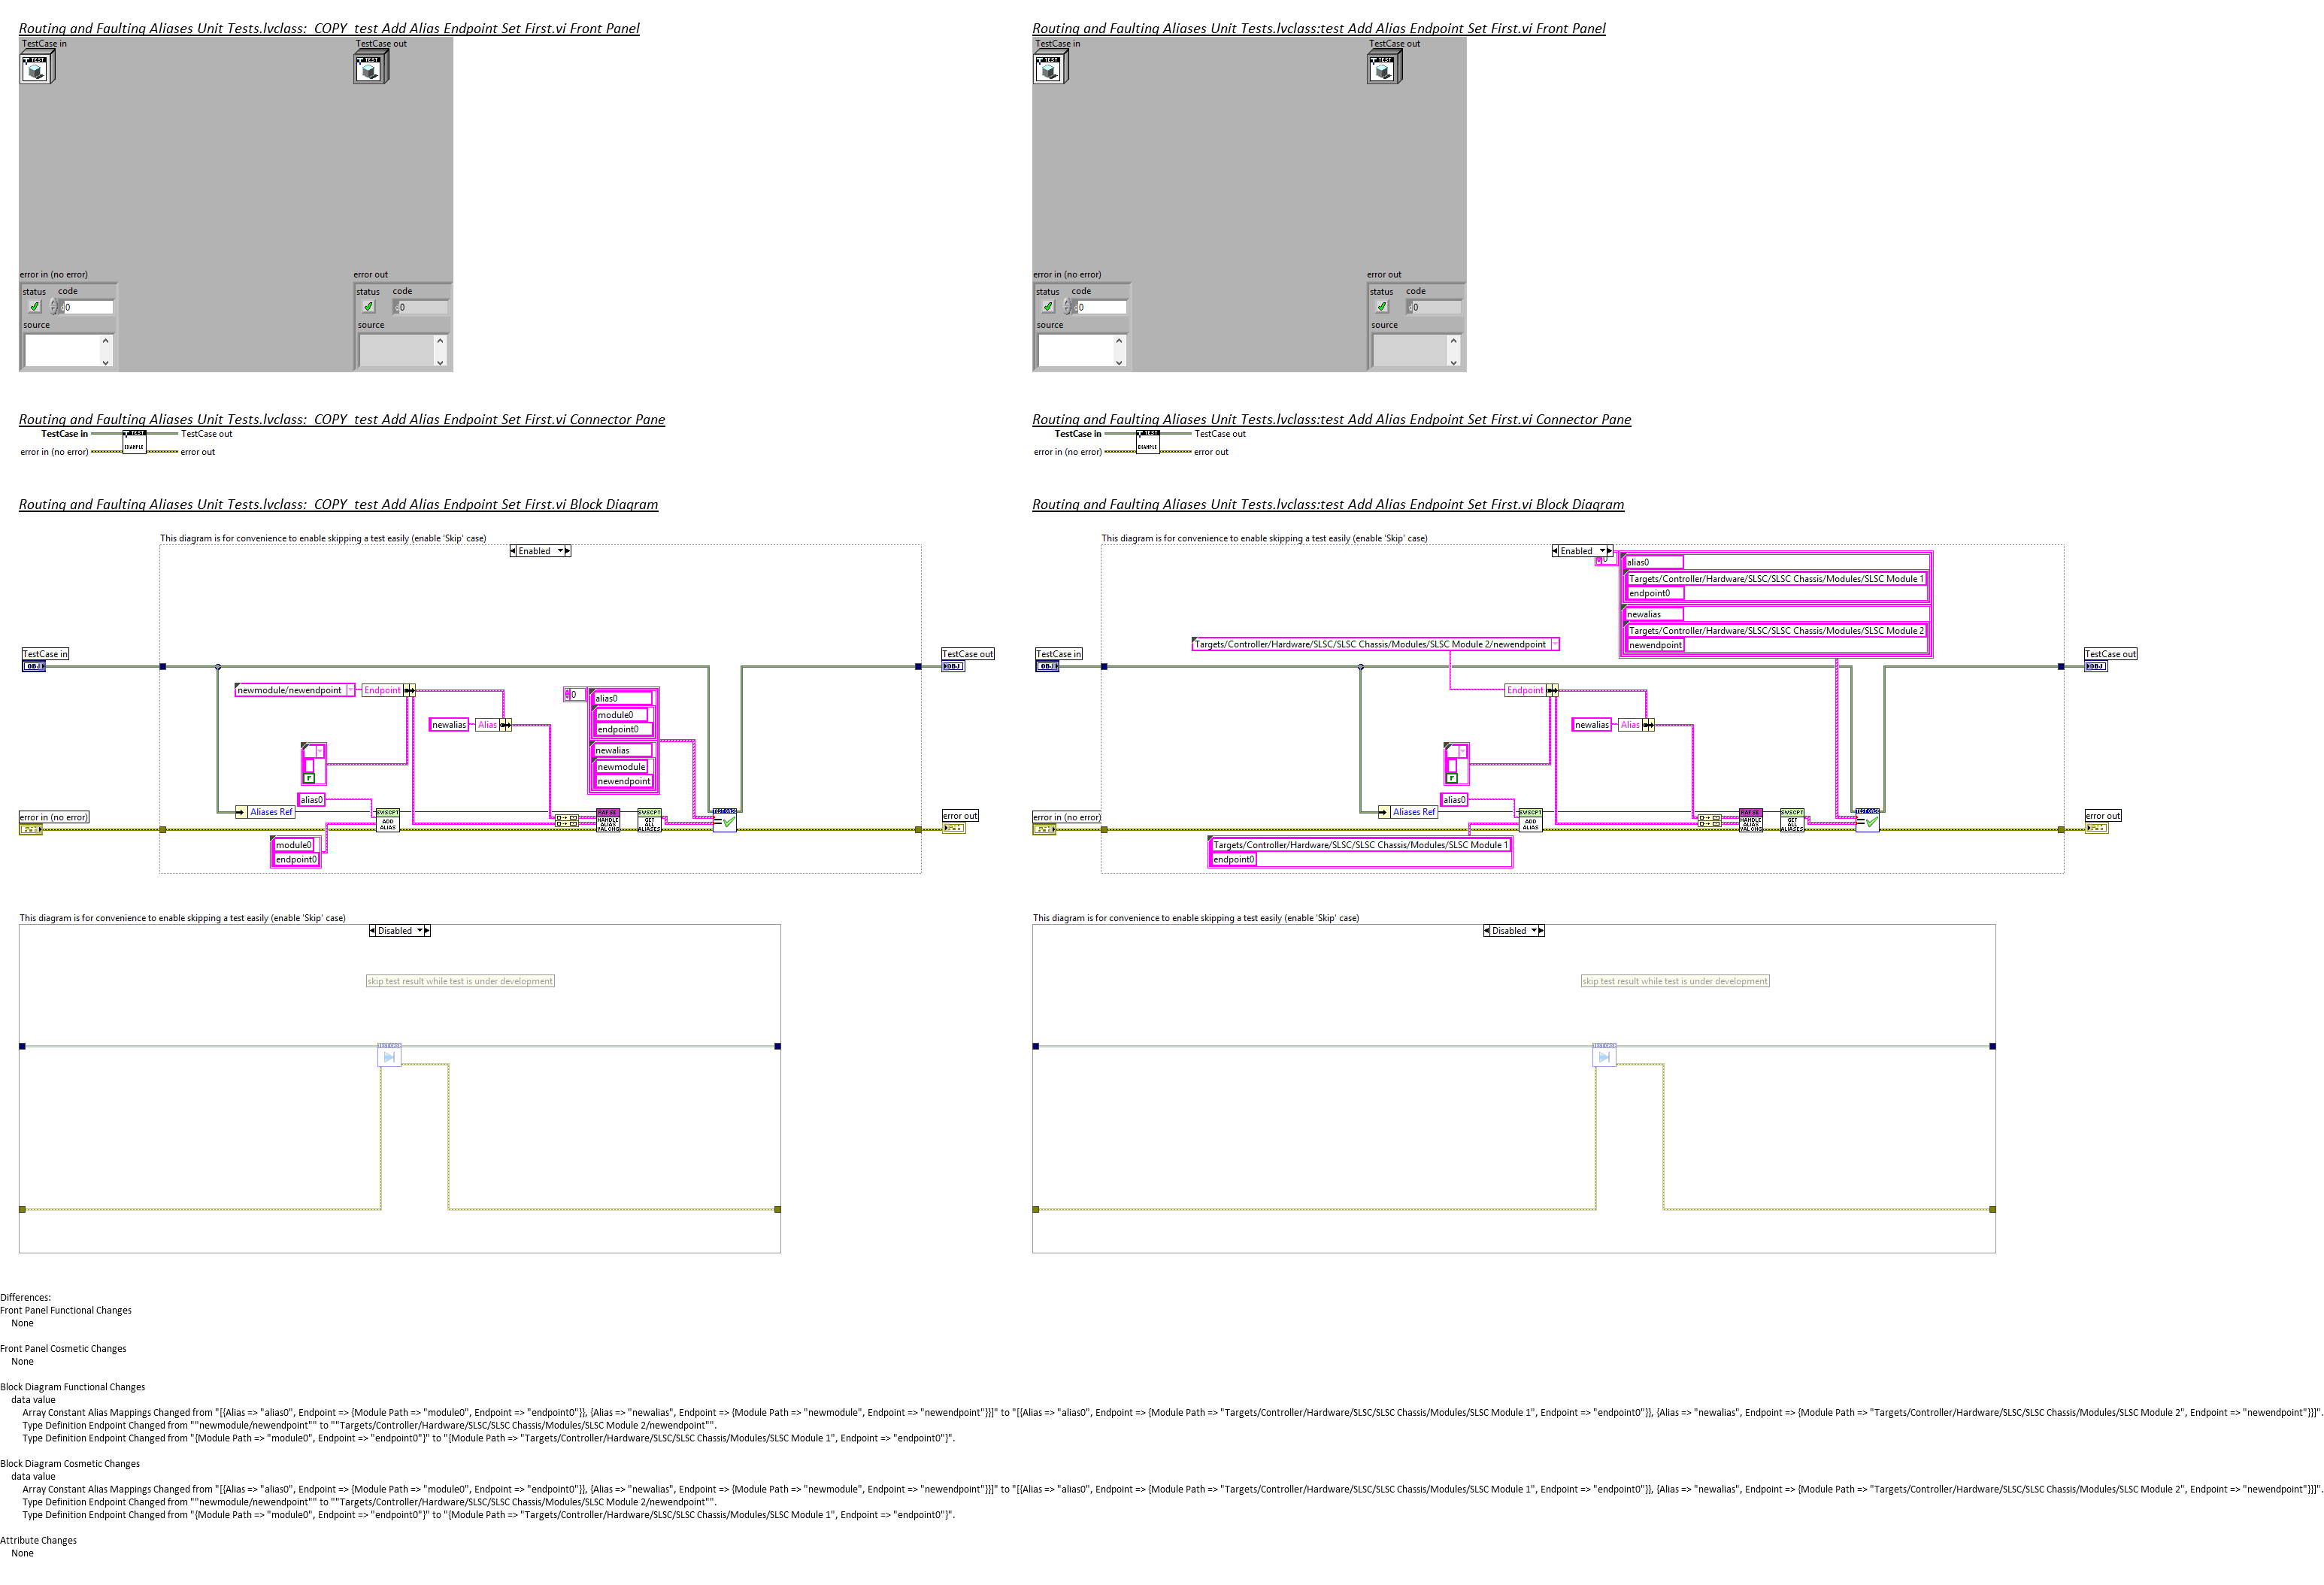 Routing and Faulting Aliases Unit Tests.lvclass:_COPY_test Add Alias Endpoint Set First.vi Front Panel
TestCase in
TestCase out
TEST
TEST
error in (no error)
error out
status code
0
source
status code
0
source
Routing and Faulting Aliases Unit Tests.lvclass:test Add Alias Endpoint Set First.vi Front Panel
TestCase in
TestCase out
TEST
TEST
error in (no error)
error out
status code
0
source
status code
0
source
Routing and Faulting Aliases Unit Tests.lvclass:_COPY_test Add Alias Endpoint Set First.vi Connector Pane
TestCase in
TEST
EXAMPLE
TestCase out
error in (no error)
error out
Routing and Faulting Aliases Unit Tests.lvclass:test Add Alias Endpoint Set First.vi Connector Pane
TestCase in
TEST
EXAMPLE
TestCase out
error in (no error)
error out
Routing and Faulting Aliases Unit Tests.lvclass:_COPY_test Add Alias Endpoint Set First.vi Block Diagram
This diagram is for convenience to enable skipping a test easily (enable 'Skip' case)
Enabled
TestCase in
OBJ
TestCase out
OBJ
newmodule/newendpoint
Endpoint
newalias
Alias
0
alias0
module0
endpoint0
newalias
newmodule
newendpoint
F
alias0
Aliases Ref
ADD
ALIAS
HANDLE
ALIAS
GET
ALL
ALIASES
error in (no error)
error out
module0
endpoint0
This diagram is for convenience to enable skipping a test easily (enable 'Skip' case)
Disabled
skip test result while test is under development
Routing and Faulting Aliases Unit Tests.lvclass:test Add Alias Endpoint Set First.vi Block Diagram
This diagram is for convenience to enable skipping a test easily (enable 'Skip' case)
Enabled
alias0
Targets/Controller/Hardware/SLSC/SLSC Chassis/Modules/SLSC Module 1
endpoint0
newalias
Targets/Controller/Hardware/SLSC/SLSC Chassis/Modules/SLSC Module 2
newendpoint
Targets/Controller/Hardware/SLSC/SLSC Chassis/Modules/SLSC Module 2/newendpoint
TestCase in
OBJ
TestCase out
OBJ
Endpoint
newalias
Alias
F
alias0
Aliases Ref
ADD
ALIAS
HANDLE
ALIAS
GET
ALL
ALIASES
error in (no error)
error out
Targets/Controller/Hardware/SLSC/SLSC Chassis/Modules/SLSC Module 1
endpoint0
This diagram is for convenience to enable skipping a test easily (enable 'Skip' case)
Disabled
skip test result while test is under development
Differences:
Front Panel Functional Changes
None
Front Panel Cosmetic Changes
None
Block Diagram Functional Changes
data value
Array Constant Alias Mappings Changed from "[{Alias => "alias0", Endpoint => {Module Path => "module0", Endpoint => "endpoint0"}}, {Alias => "newalias", Endpoint => {Module Path => "newmodule", Endpoint => "newendpoint"}}]" to "[{Alias => "alias0", Endpoint => {Module Path => "Targets/Controller/Hardware/SLSC/SLSC Chassis/Modules/SLSC Module 1", Endpoint => "endpoint0"}}, {Alias => "newalias", Endpoint => {Module Path => "Targets/Controller/Hardware/SLSC/SLSC Chassis/Modules/SLSC Module 2", Endpoint => "newendpoint"}}]".
Type Definition Endpoint Changed from ""newmodule/newendpoint"" to ""Targets/Controller/Hardware/SLSC/SLSC Chassis/Modules/SLSC Module 2/newendpoint"".
Type Definition Endpoint Changed from "{Module Path => "module0", Endpoint => "endpoint0"}" to "{Module Path => "Targets/Controller/Hardware/SLSC/SLSC Chassis/Modules/SLSC Module 1", Endpoint => "endpoint0"}".
Block Diagram Cosmetic Changes
data value
Array Constant Alias Mappings Changed from "[{Alias => "alias0", Endpoint => {Module Path => "module0", Endpoint => "endpoint0"}}, {Alias => "newalias", Endpoint => {Module Path => "newmodule", Endpoint => "newendpoint"}}]" to "[{Alias => "alias0", Endpoint => {Module Path => "Targets/Controller/Hardware/SLSC/SLSC Chassis/Modules/SLSC Module 1", Endpoint => "endpoint0"}}, {Alias => "newalias", Endpoint => {Module Path => "Targets/Controller/Hardware/SLSC/SLSC Chassis/Modules/SLSC Module 2", Endpoint => "newendpoint"}}]".
Type Definition Endpoint Changed from ""newmodule/newendpoint"" to ""Targets/Controller/Hardware/SLSC/SLSC Chassis/Modules/SLSC Module 2/newendpoint"".
Type Definition Endpoint Changed from "{Module Path => "module0", Endpoint => "endpoint0"}" to "{Module Path => "Targets/Controller/Hardware/SLSC/SLSC Chassis/Modules/SLSC Module 1", Endpoint => "endpoint0"}".
Attribute Changes
None